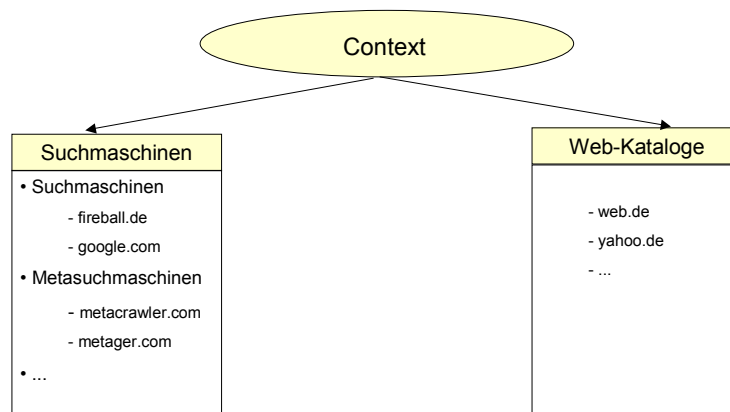 Context
Suchmaschinen
• Suchmaschinen
- fireball.de
- google.com
• Metasuchmaschinen
- metacrawler.com
- metager.com
• ...
Web-Kataloge
- web.de
- yahoo.de
- ...